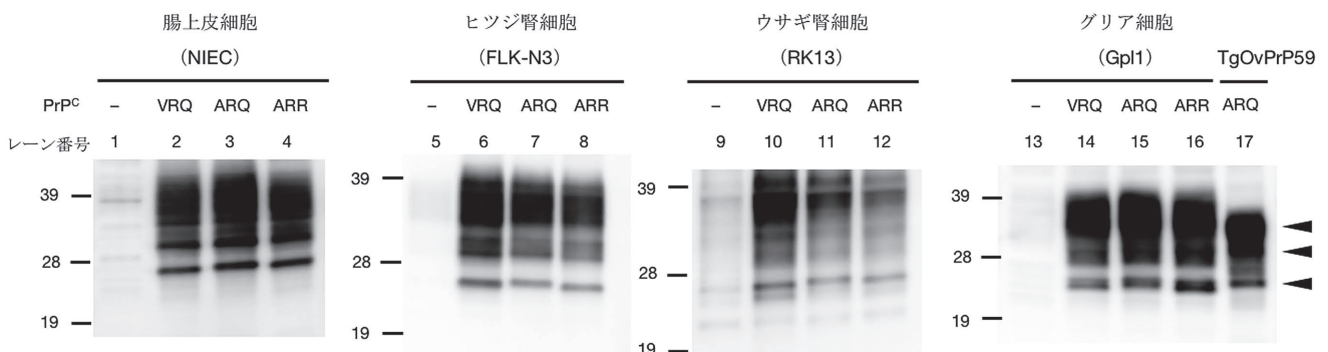 腸上皮細胞 ヒツジ腎細胞 ウサギ腎細胞 グリア細胞
(NIEC) (FLK-N3) (RK13) (Gpl1) TgOvPrP59
PrPC – VRQ ARQ ARR – VRQ ARQ ARR – VRQ ARQ ARR – VRQ ARQ ARR ARQ
レーン番号 1 2 3 4 5 6 7 8 9 10 11 12 13 14 15 16 17
39 39 39 39
28 28 28 28
19 19 19 19